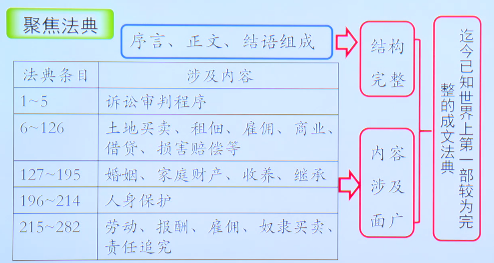 聚焦法典
序言、正文、结语组成
结构
完整
法典条目 涉及内容
1~5 诉讼审判程序
6~126 土地买卖、租佃、雇佣、商业、
借贷、损害赔偿等
127~195 婚姻、家庭财产、收养、继承
196~214 人身保护
215~282 劳动、报酬、雇佣、奴隶买卖、
责任追究
内容
涉及
面广
迄今已知世界上第一部较为完
整的成文法典